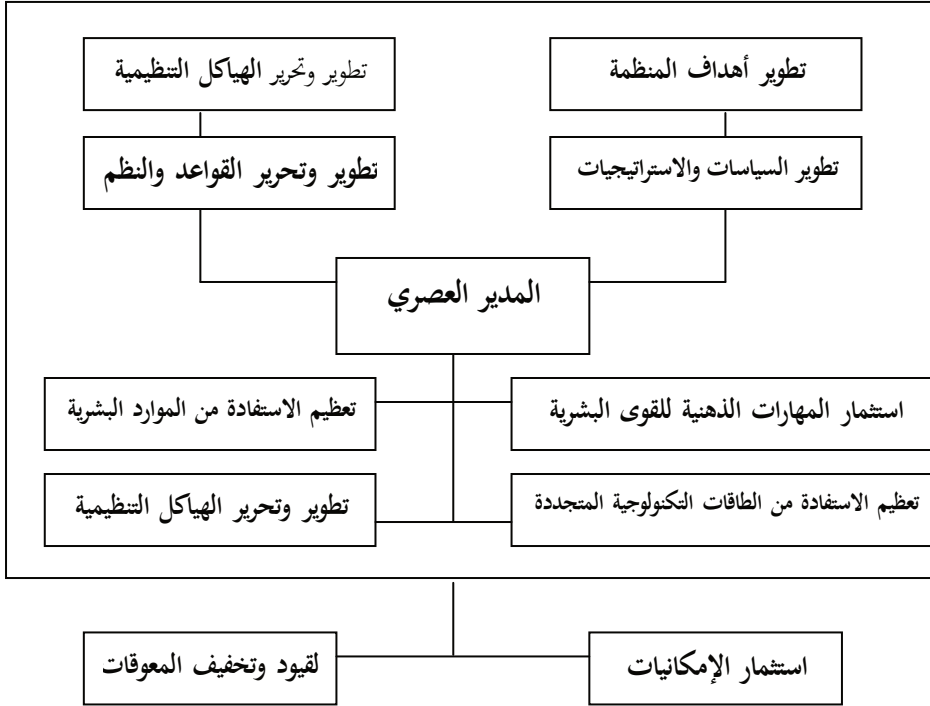 تطوير أهداف المنظمة
تطوير وتحرير الهياكل التنظيمية
تطوير السياسات والاستراتيجيات
تطوير وتحرير القواعد والنظم
المدير العصري
استثمار المهارات الذهنية للقوى البشرية
تعظيم الاستفادة من الموارد البشرية
تعظيم الاستفادة من الطاقات التكنولوجية المتجددة
تطوير وتحرير الهياكل التنظيمية
استثمار الإمكانيات
لقيود وتخفيف المعوقات